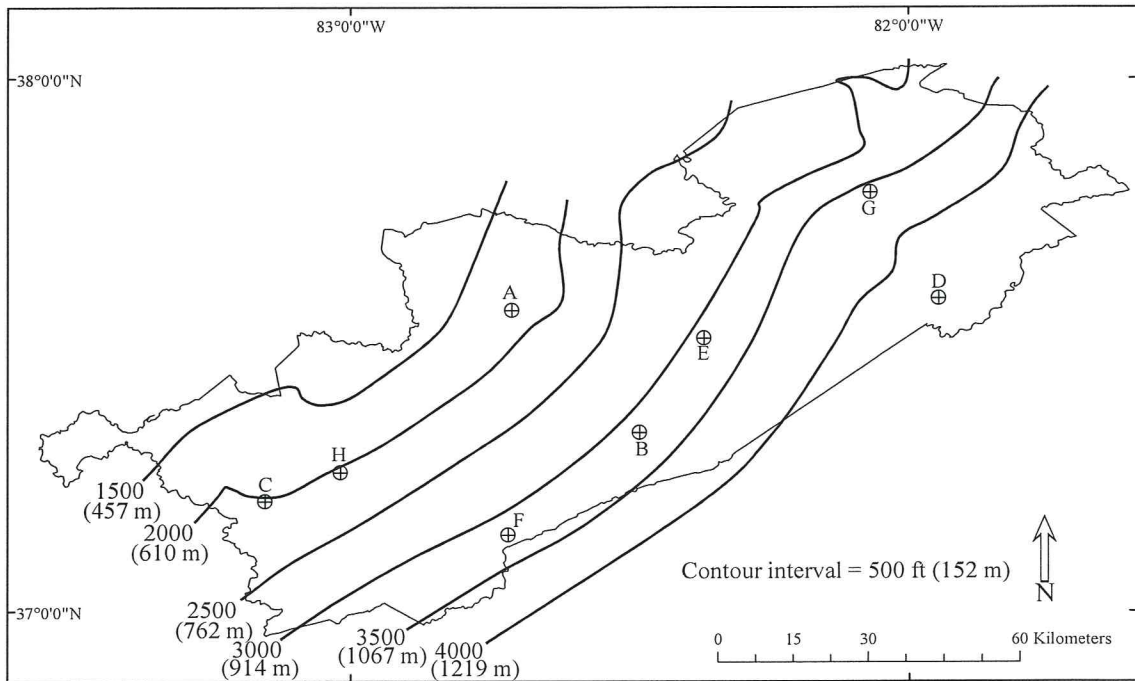 83°0'0"W
82°0'0"W
38°0'0"N
G
A
D
E
B
H
C
1500
(457 m)
F
2000
(610 m)
Contour interval = 500 ft (152 m)
N
37°0'0"N
2500
(762 m)
3000
(914 m)
3500
(1067 m)
4000
(1219 m)
0 15 30 60 Kilometers